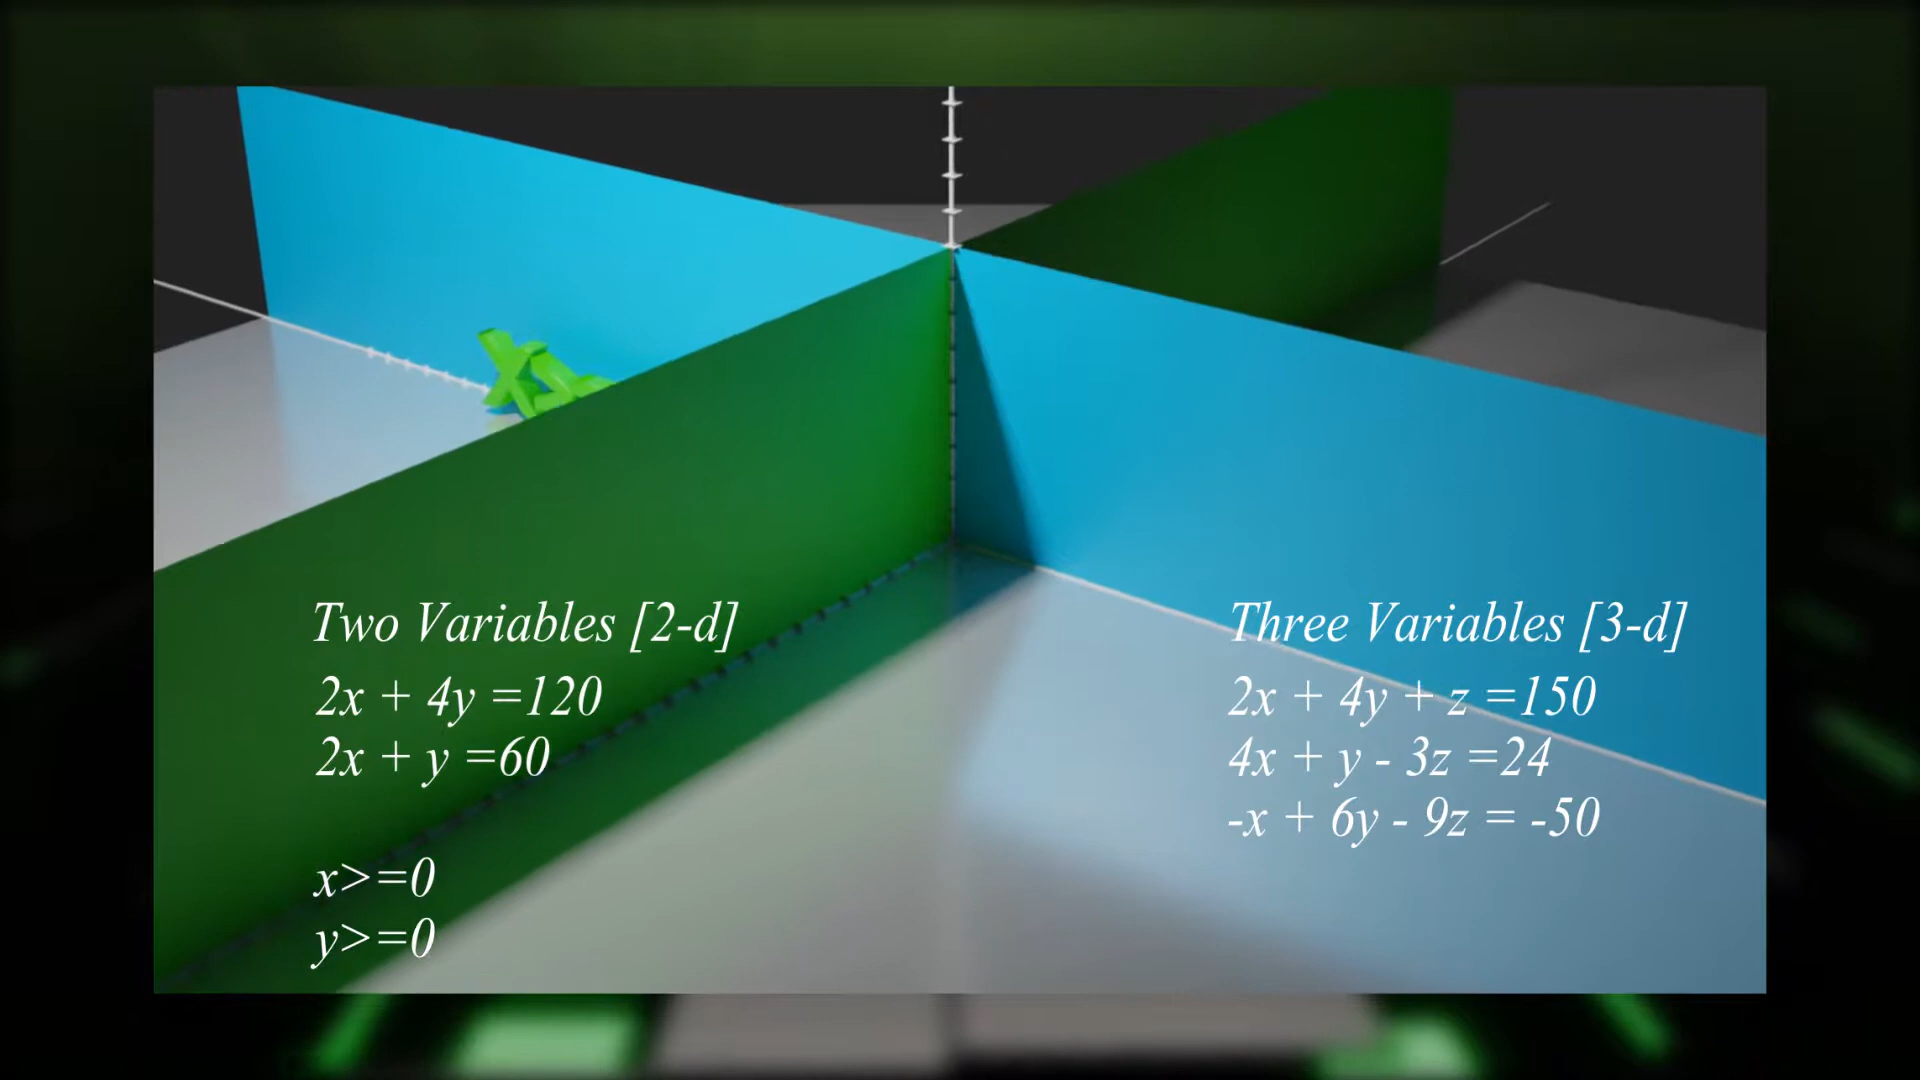 Two Variables [2-d]
2x + 4y =120
2x + y =60
x>=0
y>=0
Three Variables [3-d]
2x + 4y + z =150
4x + y - 3z =24
-x + 6y - 9z = -50